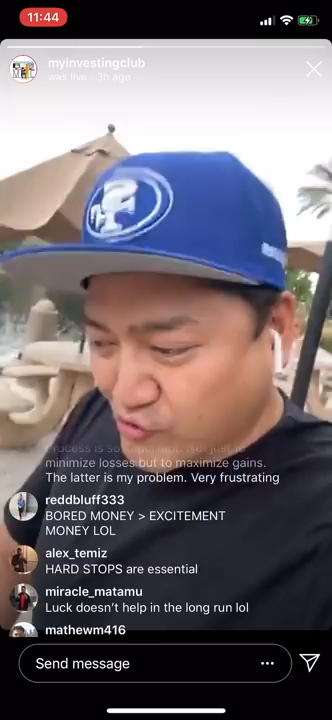 11:44
myinvestingclub
was live · 3h ago
minimize losses but to maximize gains.
The latter is my problem. Very frustrating
reddbluff333
BORED MONEY > EXCITEMENT
MONEY LOL
alex_temiz
HARD STOPS are essential
miracle_matamu
Luck doesn't help in the long run lol
mathewm416
Send message